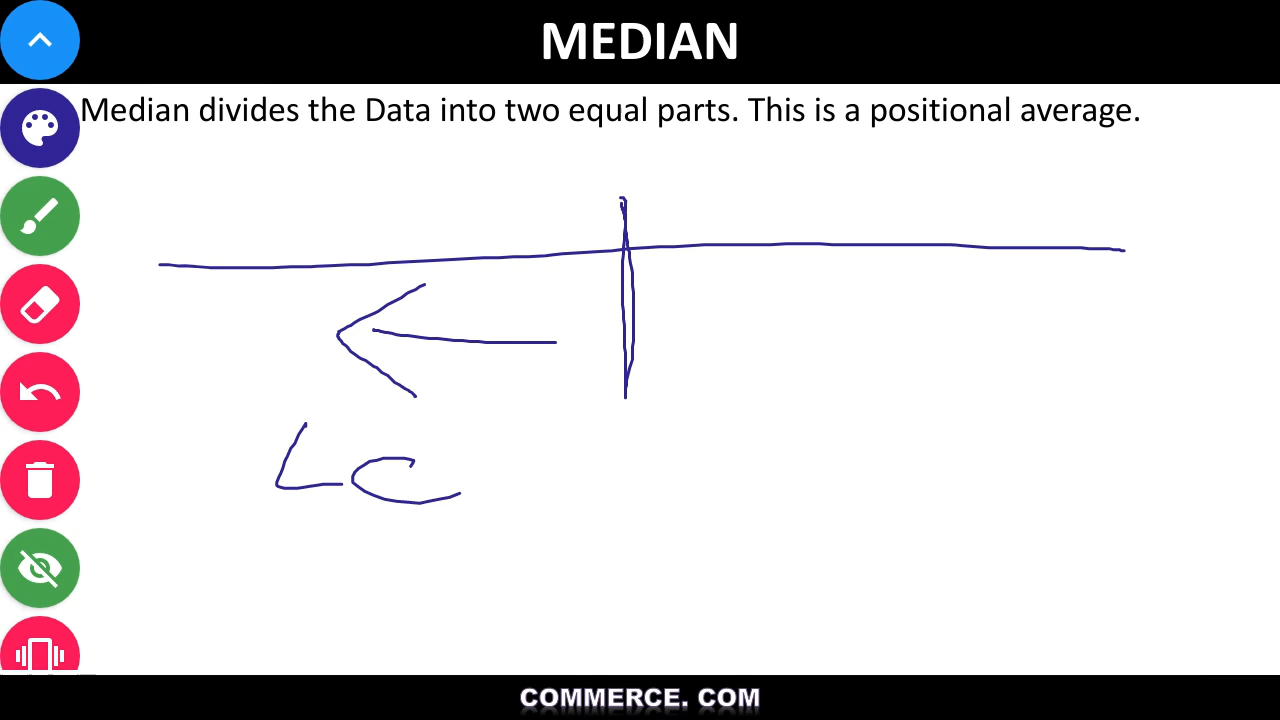 MEDIAN
Median divides the Data into two equal parts. This is a positional average.
LC
COMMERCE. COM